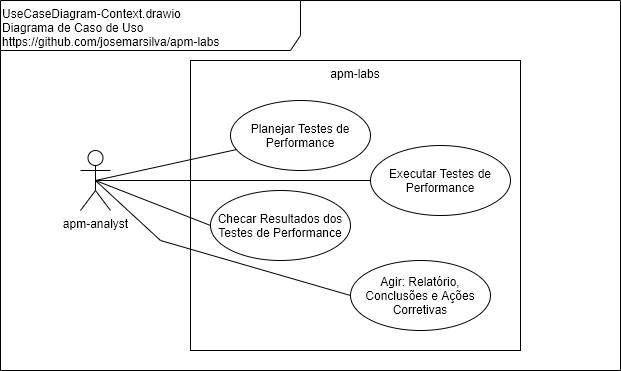 UseCaseDiagram-Context.drawio
Diagrama de Caso de Uso
https://github.com/josemarsilva/apm-labs
apm-labs
Planejar Testes de
Performance
Executar Testes de
Performance
apm-analyst
Checar Resultados dos
Testes de Performance
Agir: Relatório,
Conclusões e Ações
Corretivas